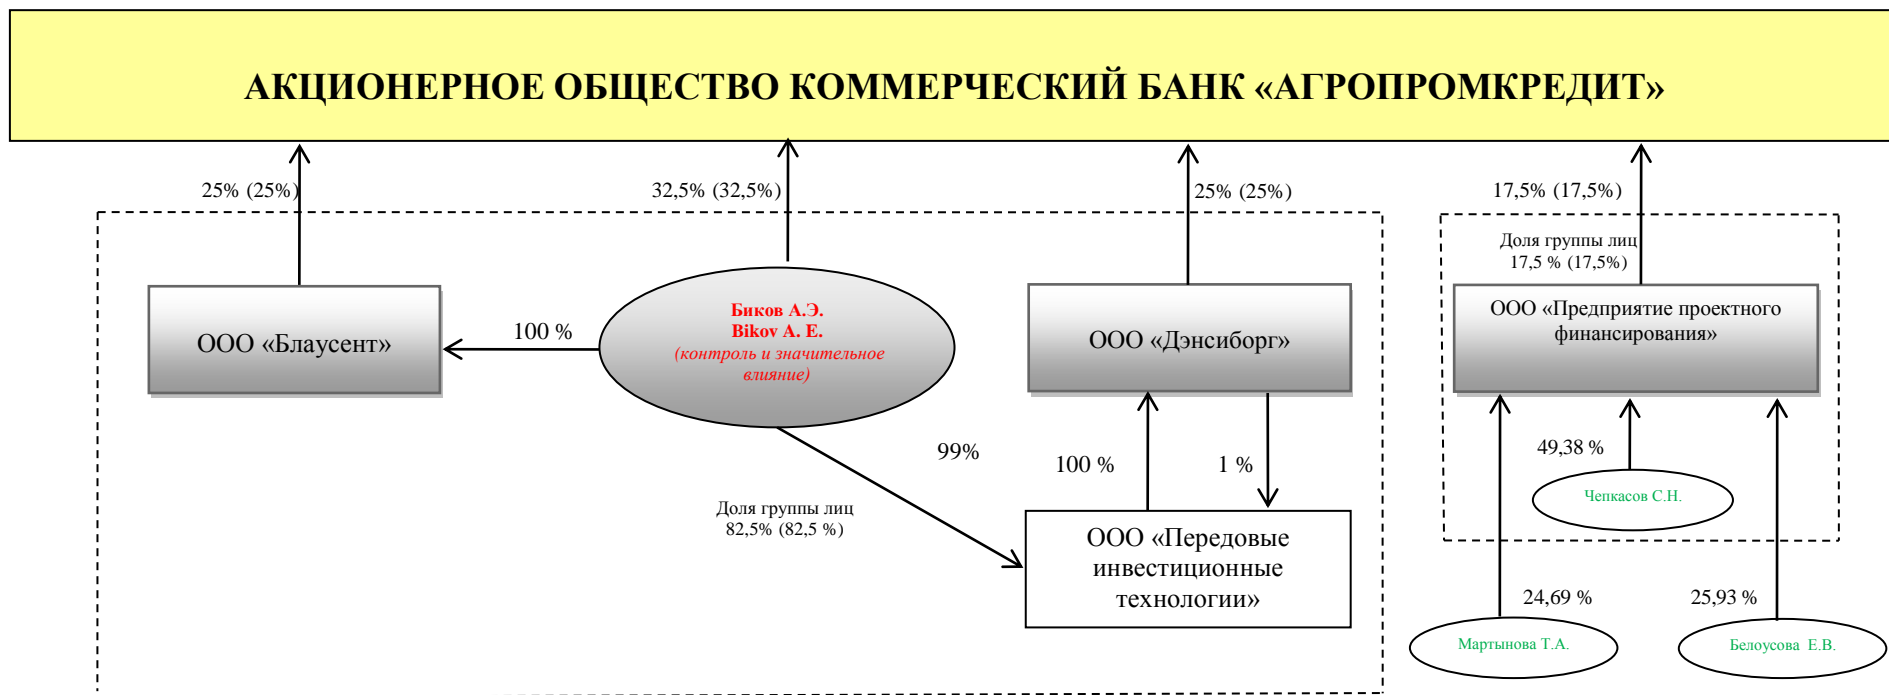 АКЦИОНЕРНОЕ ОБЩЕСТВО КОММЕРЧЕСКИЙ БАНК «АГРОПРОМКРЕДИТ»
25% (25%)
32,5% (32,5%)
25% (25%)
17,5% (17,5%)
Доля группы лиц
17,5 % (17,5%)
ООО «Блаусент»
100 %
Биков А.Э.
Bikov A. E.
(контроль и значительное
влияние)
ООО «Дэнсиборг»
ООО «Предприятие проектного
финансирования»
99%
100 %
1 %
49,38 %
Чепкасов С.Н.
Доля группы лиц
82,5% (82,5 %)
ООО «Передовые
инвестиционные
технологии»
24,69 %
25,93 %
Мартынова Т.А.
Белоусова Е.В.